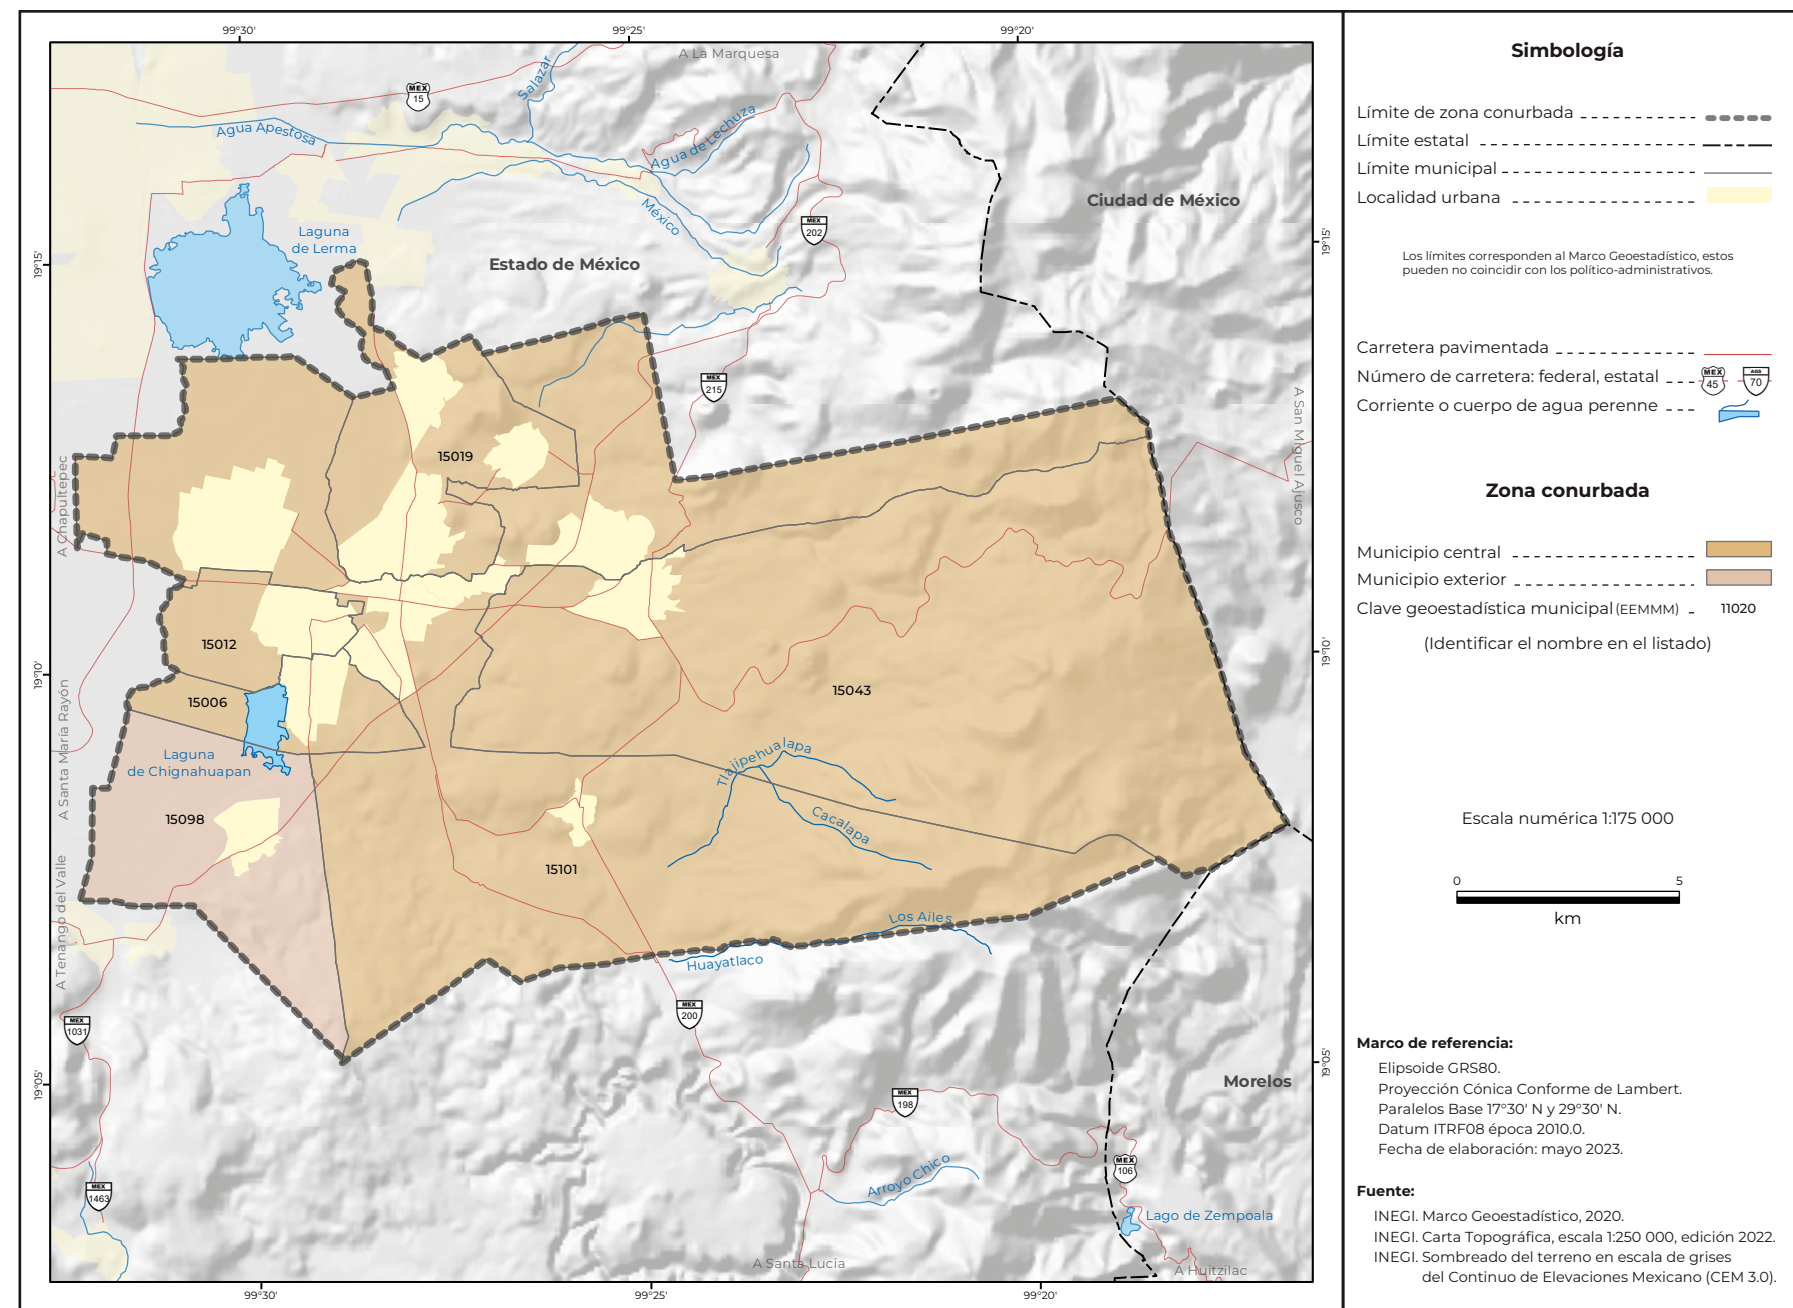 99°30'
99°25'
99°20'
A La Marquesa
MEX
15
Salazar
Agua Apestosa
Agua de Lechuza
México
MEX
202
Ciudad de México
Laguna
de Lerma
Estado de México
19°15'
19°15'
MEX
215
A San Miguel Ajusco
A Chapultepec
15019
15012
15006
15043
19°10'
19°10'
A Santa María Rayón
Laguna
de Chignahuapan
Tlajipehualapa
Cacalapa
15098
15101
A Tenango del Valle
Los Ailes
Huayatlaco
MEX
200
MEX
1031
19°05'
19°05'
Morelos
MEX
198
MEX
106
MEX
1463
Arroyo Chico
Lago de Zempoala
A Santa Lucia
A Huitzilac
99°30'
99°25'
99°20'
Simbología
Límite de zona conurbada
Límite estatal
Límite municipal
Localidad urbana
Los límites corresponden al Marco Geoestadístico, estos
pueden no coincidir con los político-administrativos.
Carretera pavimentada
Número de carretera: federal, estatal
MEX
45
AGS
70
Corriente o cuerpo de agua perenne
Zona conurbada
Municipio central
Municipio exterior
Clave geoestadística municipal (EEMMM) 11020
(Identificar el nombre en el listado)
Escala numérica 1:175 000
0 5
km
Marco de referencia:
Elipsoide GRS80.
Proyección Cónica Conforme de Lambert.
Paralelos Base 17°30' N y 29°30' N.
Datum ITRF08 época 2010.0.
Fecha de elaboración: mayo 2023.
Fuente:
INEGI. Marco Geoestadístico, 2020.
INEGI. Carta Topográfica, escala 1:250 000, edición 2022.
INEGI. Sombreado del terreno en escala de grises
del Continuo de Elevaciones Mexicano (CEM 3.0).